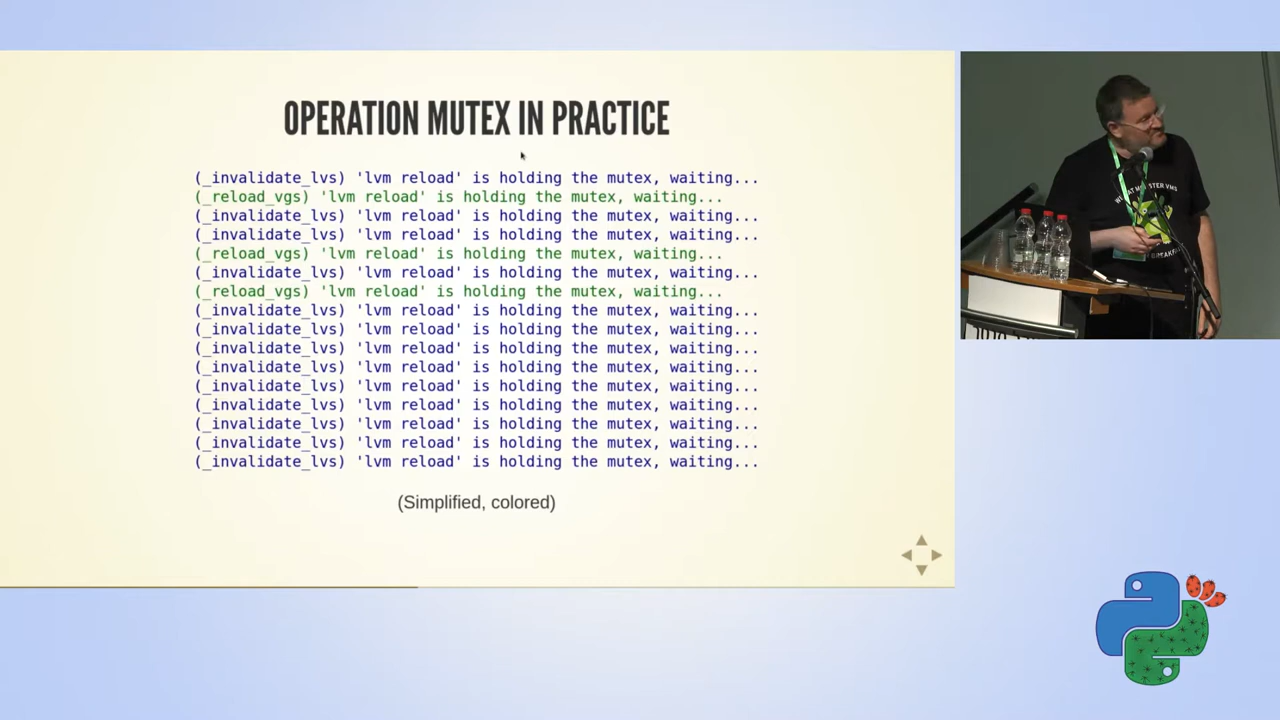 OPERATION MUTEX IN PRACTICE
(_invalidate_lvs) 'lvm reload' is holding the mutex, waiting...
(_reload_vgs) 'lvm reload' is holding the mutex, waiting...
(_invalidate_lvs) 'lvm reload' is holding the mutex, waiting...
(_invalidate_lvs) 'lvm reload' is holding the mutex, waiting...
(_reload_vgs) 'lvm reload' is holding the mutex, waiting...
(_invalidate_lvs) 'lvm reload' is holding the mutex, waiting...
(_reload_vgs) 'lvm reload' is holding the mutex, waiting...
(_invalidate_lvs) 'lvm reload' is holding the mutex, waiting...
(_invalidate_lvs) 'lvm reload' is holding the mutex, waiting...
(_invalidate_lvs) 'lvm reload' is holding the mutex, waiting...
(_invalidate_lvs) 'lvm reload' is holding the mutex, waiting...
(_invalidate_lvs) 'lvm reload' is holding the mutex, waiting...
(_invalidate_lvs) 'lvm reload' is holding the mutex, waiting...
(_invalidate_lvs) 'lvm reload' is holding the mutex, waiting...
(_invalidate_lvs) 'lvm reload' is holding the mutex, waiting...
(_invalidate_lvs) 'lvm reload' is holding the mutex, waiting...
(Simplified, colored)
VMS